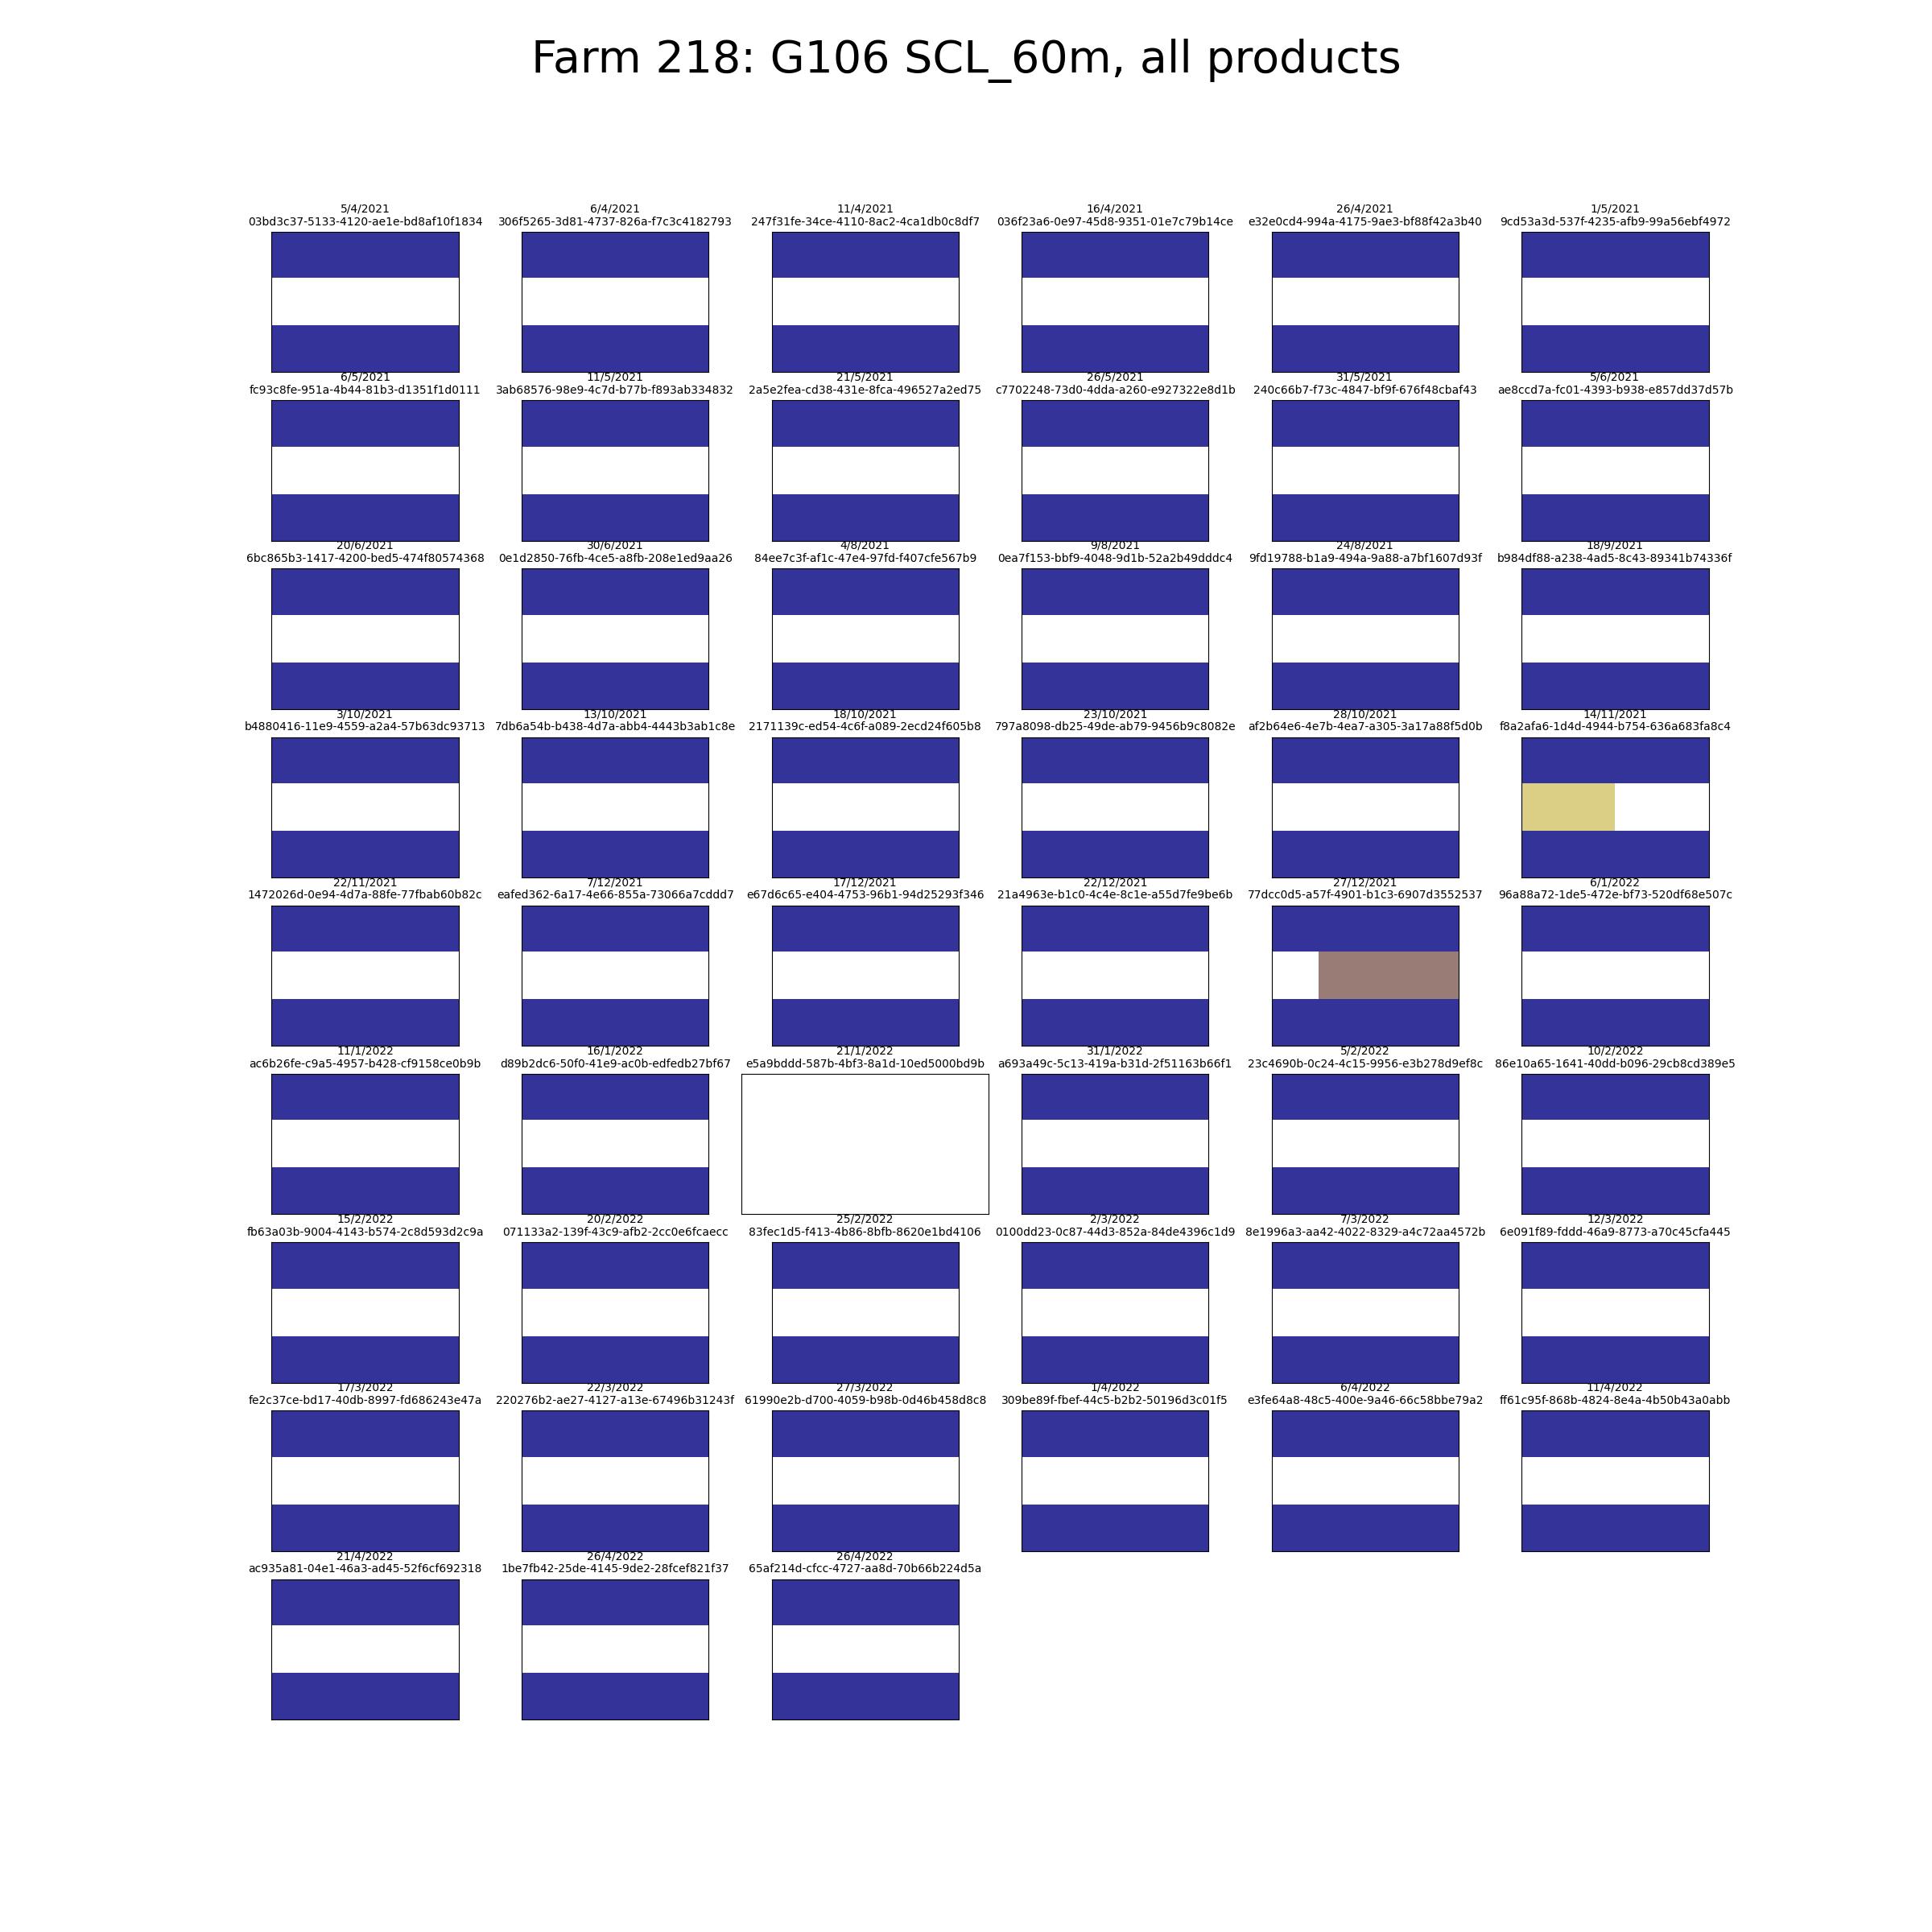 Farm 218: G106 SCL_60m, all products
5/4/2021
03bd3c37-5133-4120-ae1e-bd8af10f1834
6/4/2021
306f5265-3d81-4737-826a-f7c3c4182793
11/4/2021
247f31fe-34ce-4110-8ac2-4ca1db0c8df7
16/4/2021
036f23a6-0e97-45d8-9351-01e7c79b14ce
26/4/2021
e32e0cd4-994a-4175-9ae3-bf88f42a3b40
1/5/2021
9cd53a3d-537f-4235-afb9-99a56ebf4972
6/5/2021
fc93c8fe-951a-4b44-81b3-d1351f1d0111
11/5/2021
3ab68576-98e9-4c7d-b77b-f893ab334832
21/5/2021
2a5e2fea-cd38-431e-8fca-496527a2ed75
26/5/2021
c7702248-73d0-4dda-a260-e927322e8d1b
31/5/2021
240c66b7-f73c-4847-bf9f-676f48cbaf43
5/6/2021
ae8ccd7a-fc01-4393-b938-e857dd37d57b
20/6/2021
6bc865b3-1417-4200-bed5-474f80574368
30/6/2021
0e1d2850-76fb-4ce5-a8fb-208e1ed9aa26
4/8/2021
84ee7c3f-af1c-47e4-97fd-f407cfe567b9
9/8/2021
0ea7f153-bbf9-4048-9d1b-52a2b49dddc4
24/8/2021
9fd19788-b1a9-494a-9a88-a7bf1607d93f
18/9/2021
b984df88-a238-4ad5-8c43-89341b74336f
3/10/2021
b4880416-11e9-4559-a2a4-57b63dc93713
13/10/2021
7db6a54b-b438-4d7a-abb4-4443b3ab1c8e
18/10/2021
2171139c-ed54-4c6f-a089-2ecd24f605b8
23/10/2021
797a8098-db25-49de-ab79-9456b9c8082e
28/10/2021
af2b64e6-4e7b-4ea7-a305-3a17a88f5d0b
14/11/2021
f8a2afa6-1d4d-4944-b754-636a683fa8c4
22/11/2021
1472026d-0e94-4d7a-88fe-77fbab60b82c
7/12/2021
eafed362-6a17-4e66-855a-73066a7cddd7
17/12/2021
e67d6c65-e404-4753-96b1-94d25293f346
22/12/2021
21a4963e-b1c0-4c4e-8c1e-a55d7fe9be6b
27/12/2021
77dcc0d5-a57f-4901-b1c3-6907d3552537
6/1/2022
96a88a72-1de5-472e-bf73-520df68e507c
11/1/2022
ac6b26fe-c9a5-4957-b428-cf9158ce0b9b
16/1/2022
d89b2dc6-50f0-41e9-ac0b-edfedb27bf67
21/1/2022
e5a9bddd-587b-4bf3-8a1d-10ed5000bd9b
31/1/2022
a693a49c-5c13-419a-b31d-2f51163b66f1
5/2/2022
23c4690b-0c24-4c15-9956-e3b278d9ef8c
10/2/2022
86e10a65-1641-40dd-b096-29cb8cd389e5
15/2/2022
fb63a03b-9004-4143-b574-2c8d593d2c9a
20/2/2022
071133a2-139f-43c9-afb2-2cc0e6fcaecc
25/2/2022
83fec1d5-f413-4b86-8bfb-8620e1bd4106
2/3/2022
0100dd23-0c87-44d3-852a-84de4396c1d9
7/3/2022
8e1996a3-aa42-4022-8329-a4c72aa4572b
12/3/2022
6e091f89-fddd-46a9-8773-a70c45cfa445
17/3/2022
fe2c37ce-bd17-40db-8997-fd686243e47a
22/3/2022
220276b2-ae27-4127-a13e-67496b31243f
27/3/2022
61990e2b-d700-4059-b98b-0d46b458d8c8
1/4/2022
309be89f-fbef-44c5-b2b2-50196d3c01f5
6/4/2022
e3fe64a8-48c5-400e-9a46-66c58bbe79a2
11/4/2022
ff61c95f-868b-4824-8e4a-4b50b43a0abb
21/4/2022
ac935a81-04e1-46a3-ad45-52f6cf692318
26/4/2022
1be7fb42-25de-4145-9de2-28fcef821f37
26/4/2022
65af214d-cfcc-4727-aa8d-70b66b224d5a